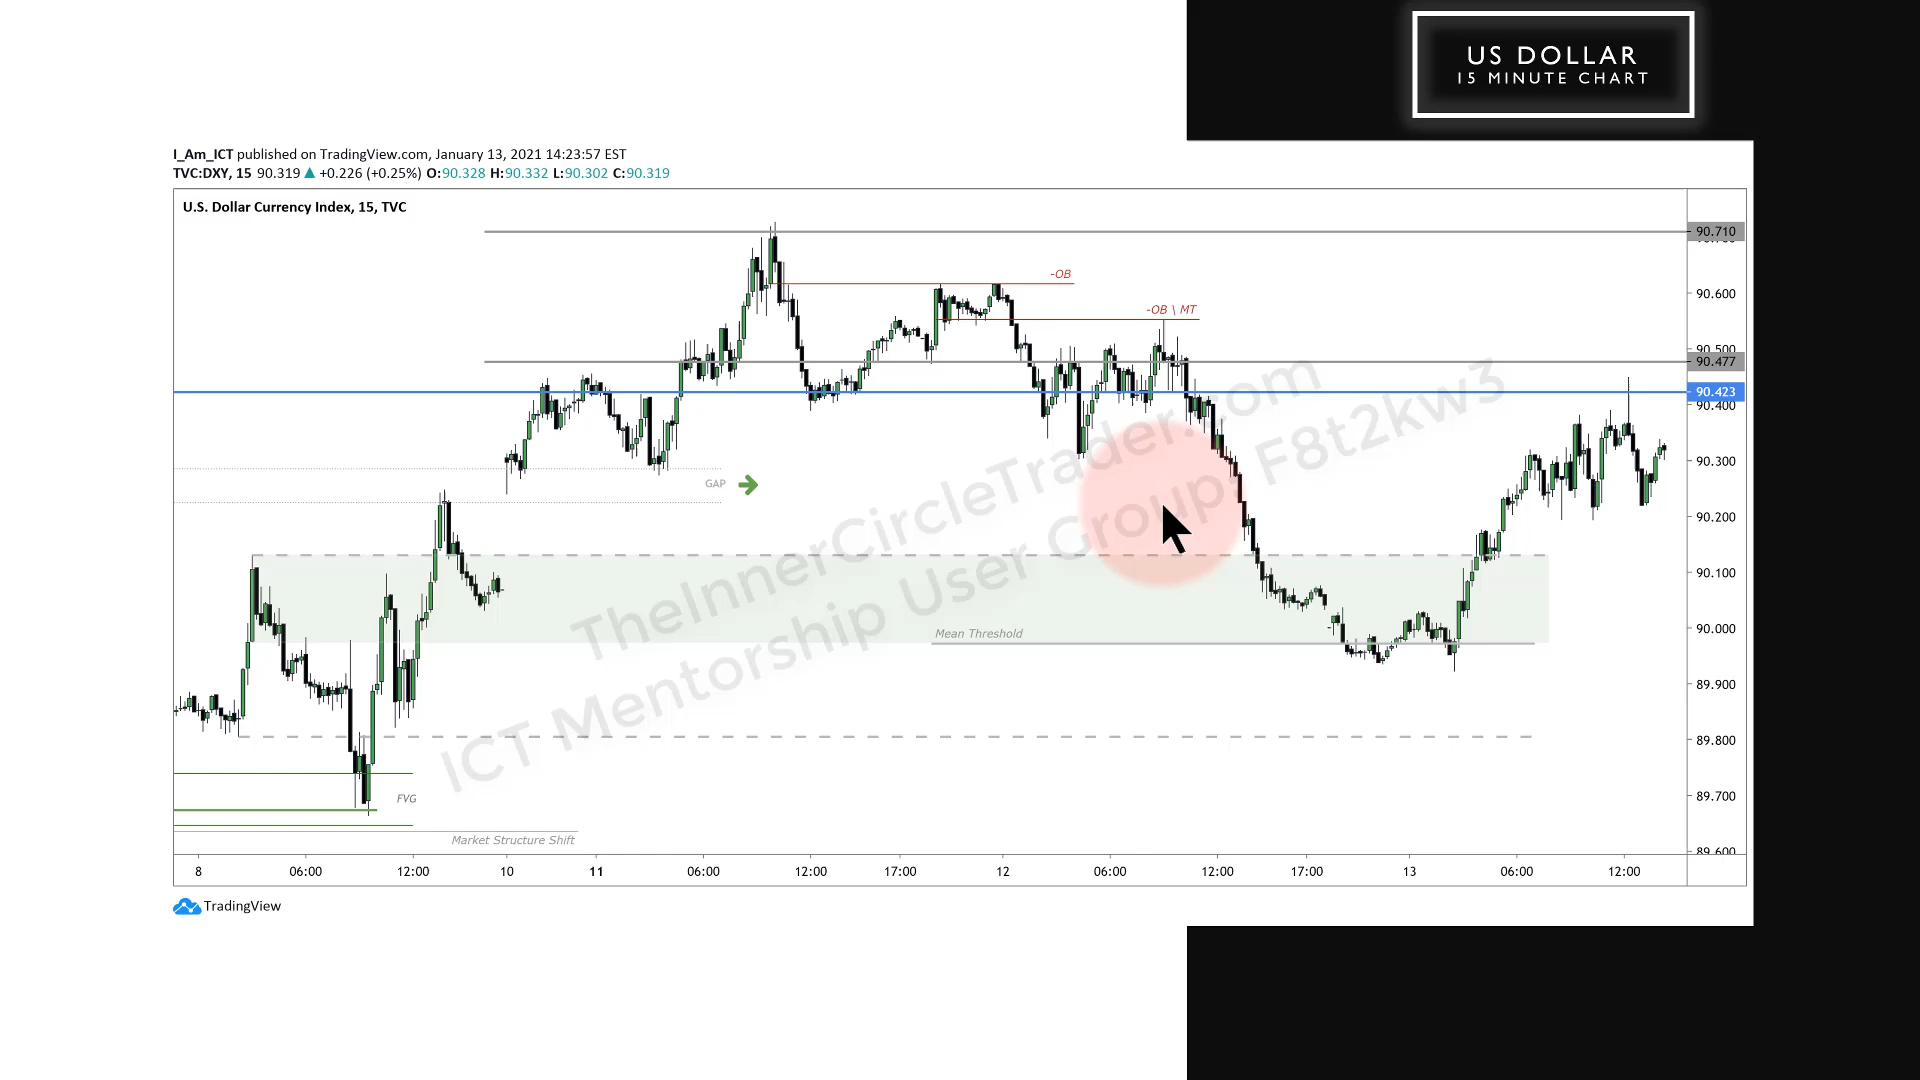 US DOLLAR
15 MINUTE CHART
I_Am_ICT published on TradingView.com, January 13, 2021 14:23:57 EST
TVC:DXY, 15 90.319 ▲ +0.226 (+0.25%) O:90.328 H:90.332 L:90.302 C:90.319
U.S. Dollar Currency Index, 15, TVC
90.710
-OB
90.600
-OB \ MT
90.500
90.477
90.423
90.400
90.300
GAP
90.200
90.100
90.000
Mean Threshold
89.900
89.800
89.700
FVG
Market Structure Shift
89.600
TheInnerCircleTrader.com
ICT Mentorship User Group: F8t2kw3
8 06:00 12:00 10 11 06:00 12:00 17:00 12 06:00 12:00 17:00 13 06:00 12:00
TradingView